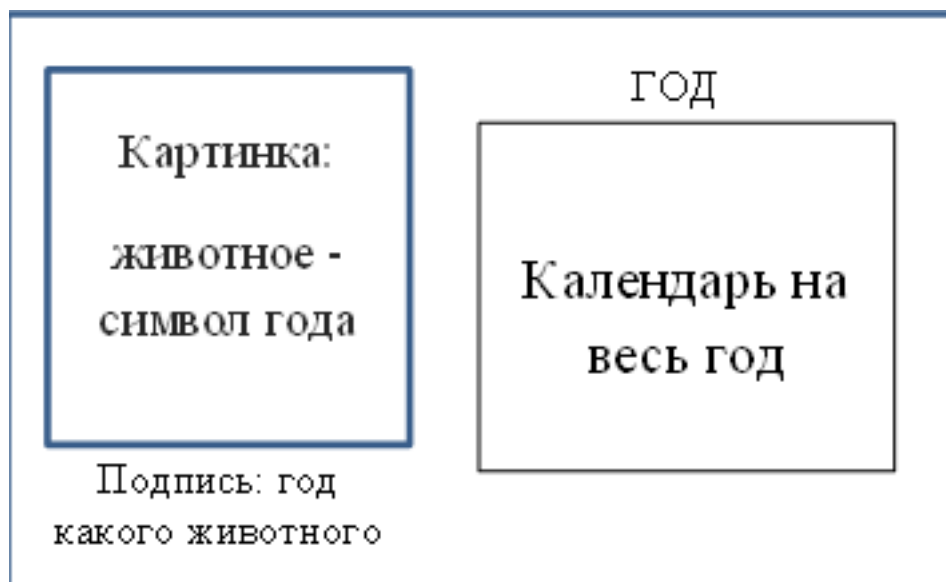 Картинка:
животное -
символ года
Подпись: год
какого животного
ГОД
Календарь на
весь год